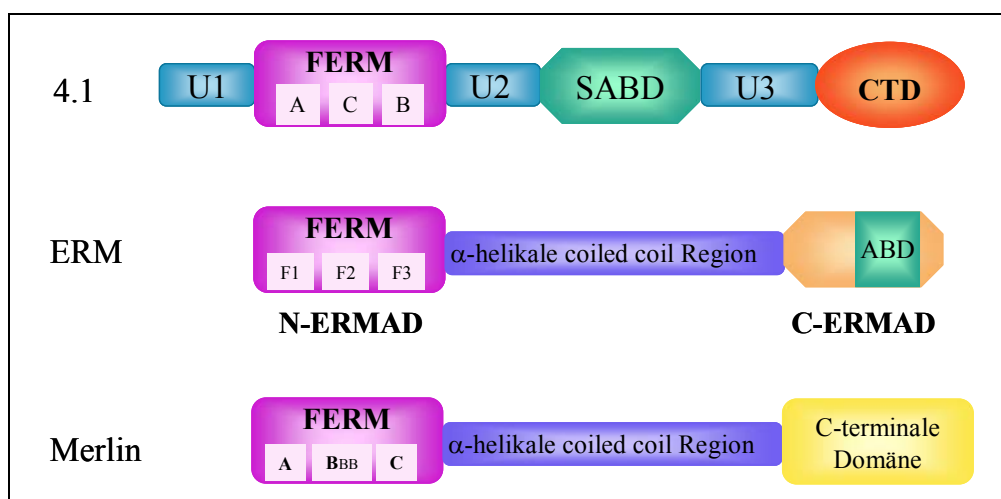 FERM
4.1 U1 A C B U2 SABD U3 CTD
FERM
ERM F1 F2 F3 α-helikale coiled coil Region ABD
N-ERMAD C-ERMAD
FERM
Merlin A BBB C α-helikale coiled coil Region C-terminale
Domäne